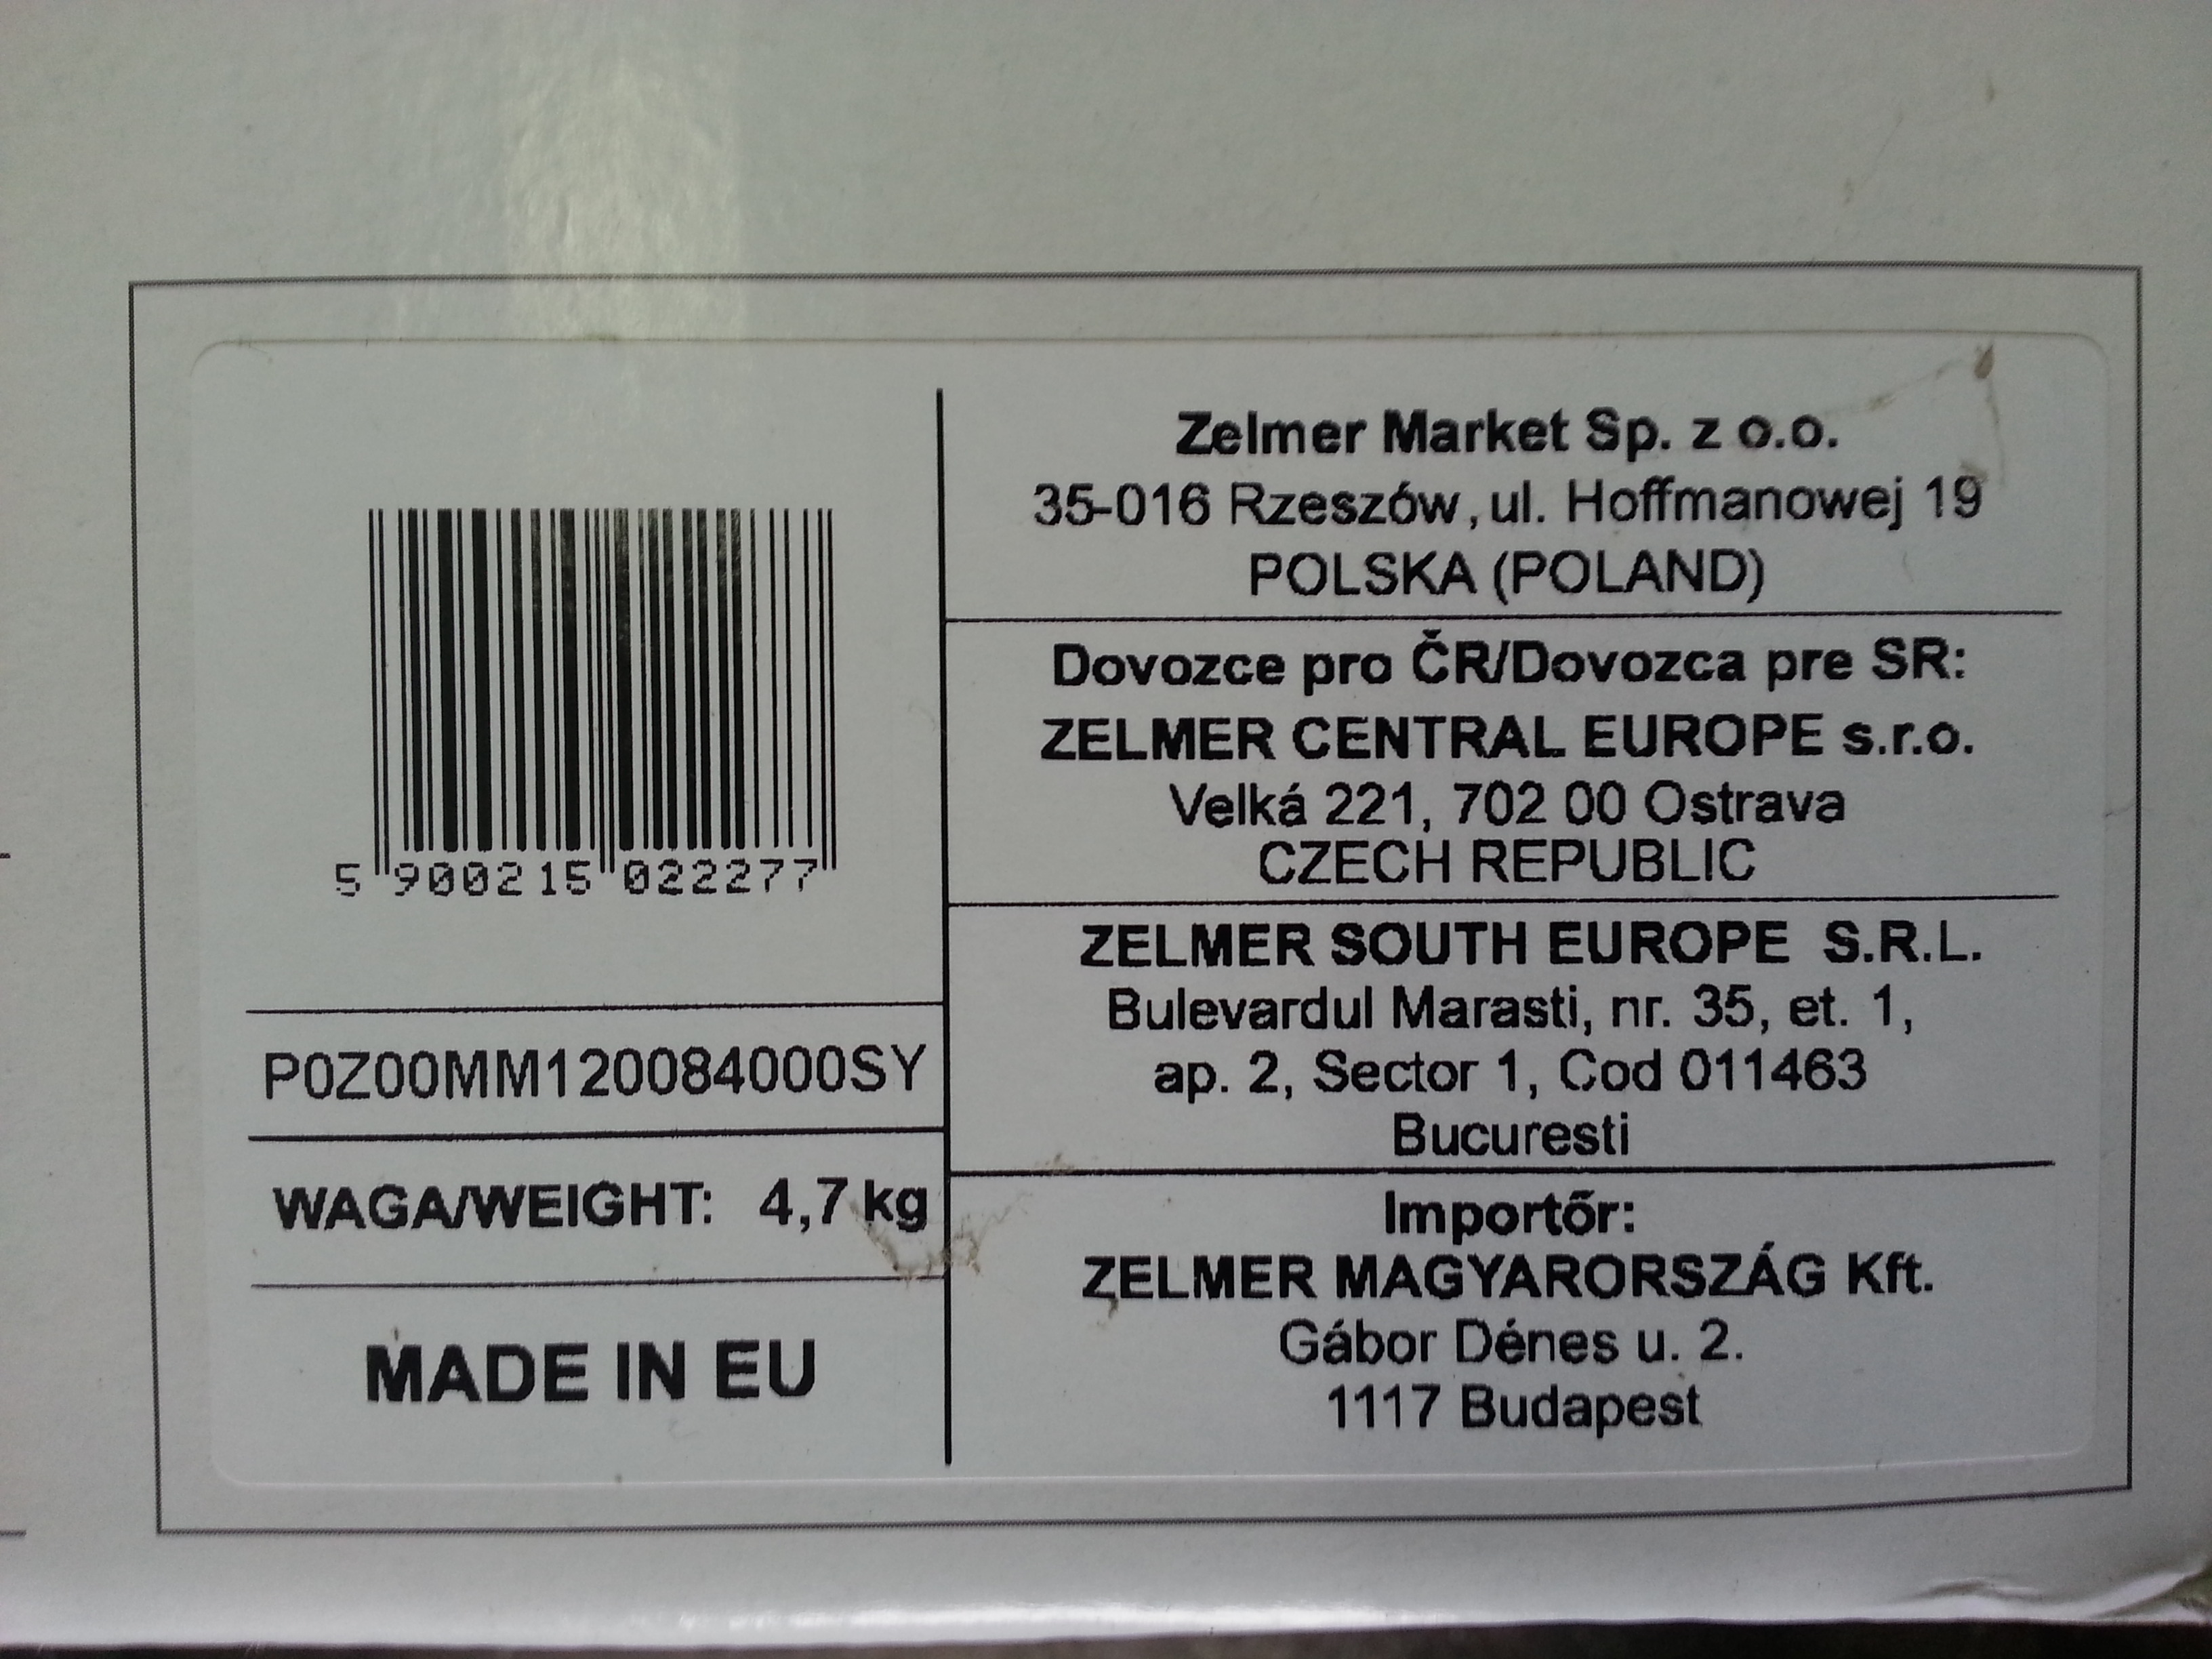 5 900215 022277
P0Z00MM120084000SY
WAGA/WEIGHT: 4,7 kg
MADE IN EU
Zelmer Market Sp. z o.o.
35-016 Rzeszów, ul. Hoffmanowej 19
POLSKA (POLAND)
Dovozce pro ČR/Dovozca pre SR:
ZELMER CENTRAL EUROPE s.r.o.
Velká 221, 702 00 Ostrava
CZECH REPUBLIC
ZELMER SOUTH EUROPE S.R.L.
Bulevardul Marasti, nr. 35, et. 1,
ap. 2, Sector 1, Cod 011463
Bucuresti
Importőr:
ZELMER MAGYARORSZÁG Kft.
Gábor Dénes u. 2.
1117 Budapest